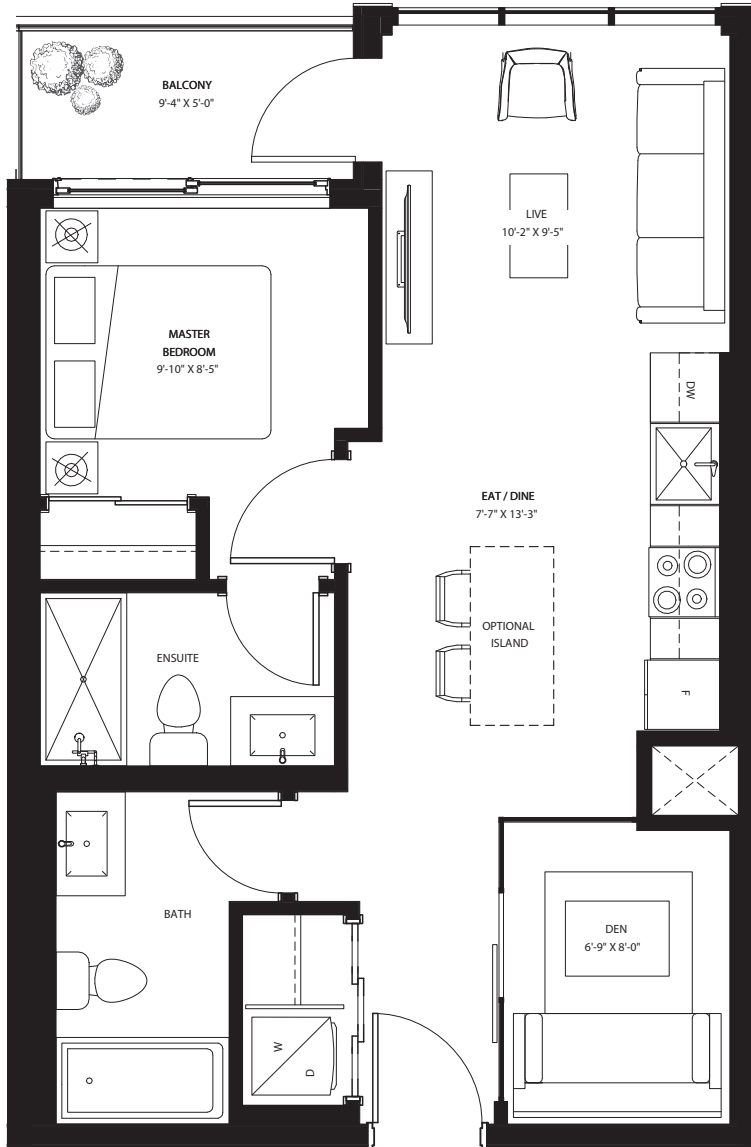 BALCONY
9'-4" X 5'-0"
LIVE
10'-2" X 9'-5"
MASTER
BEDROOM
9'-10" X 8'-5"
DW
EAT / DINE
7'-7" X 13'-3"
OPTIONAL
ISLAND
ENSUITE
F
BATH
DEN
6'-9" X 8'-0"
W
D